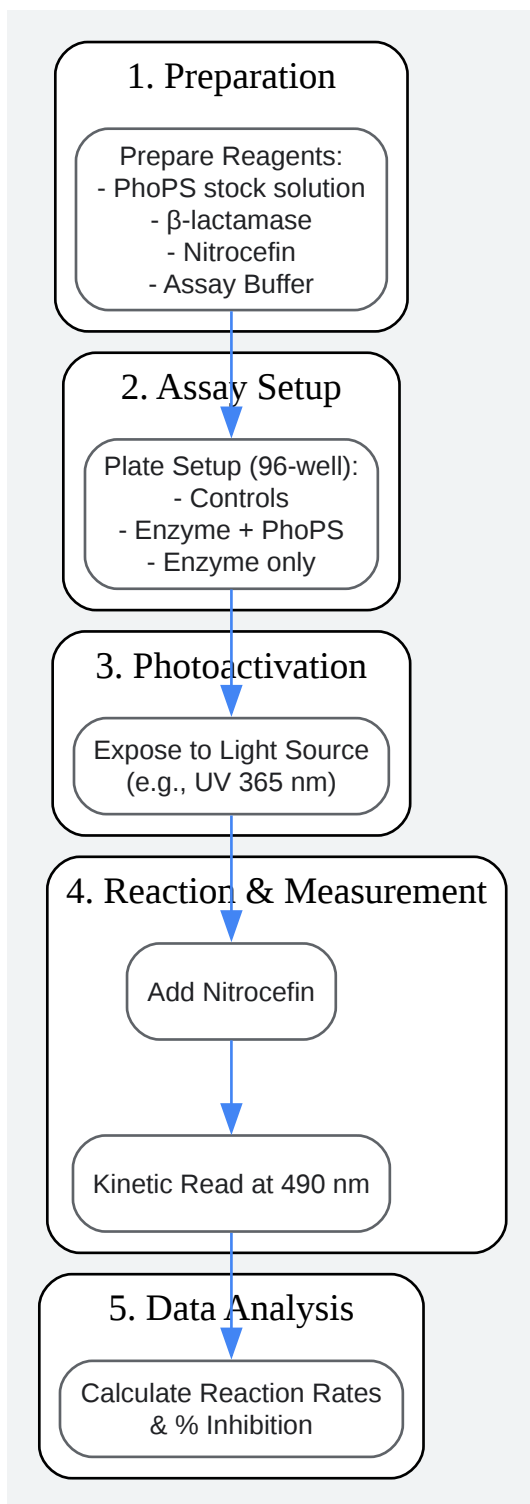 1. Preparation
Prepare Reagents:
- PhoPS stock solution
- β-lactamase
- Nitrocefin
- Assay Buffer
2. Assay Setup
Plate Setup (96-well):
- Controls
- Enzyme + PhoPS
- Enzyme only
3. Photoactivation
Expose to Light Source
(e.g., UV 365 nm)
4. Reaction & Measurement
Add Nitrocefin
Kinetic Read at 490 nm
5. Data Analysis
Calculate Reaction Rates
& % Inhibition